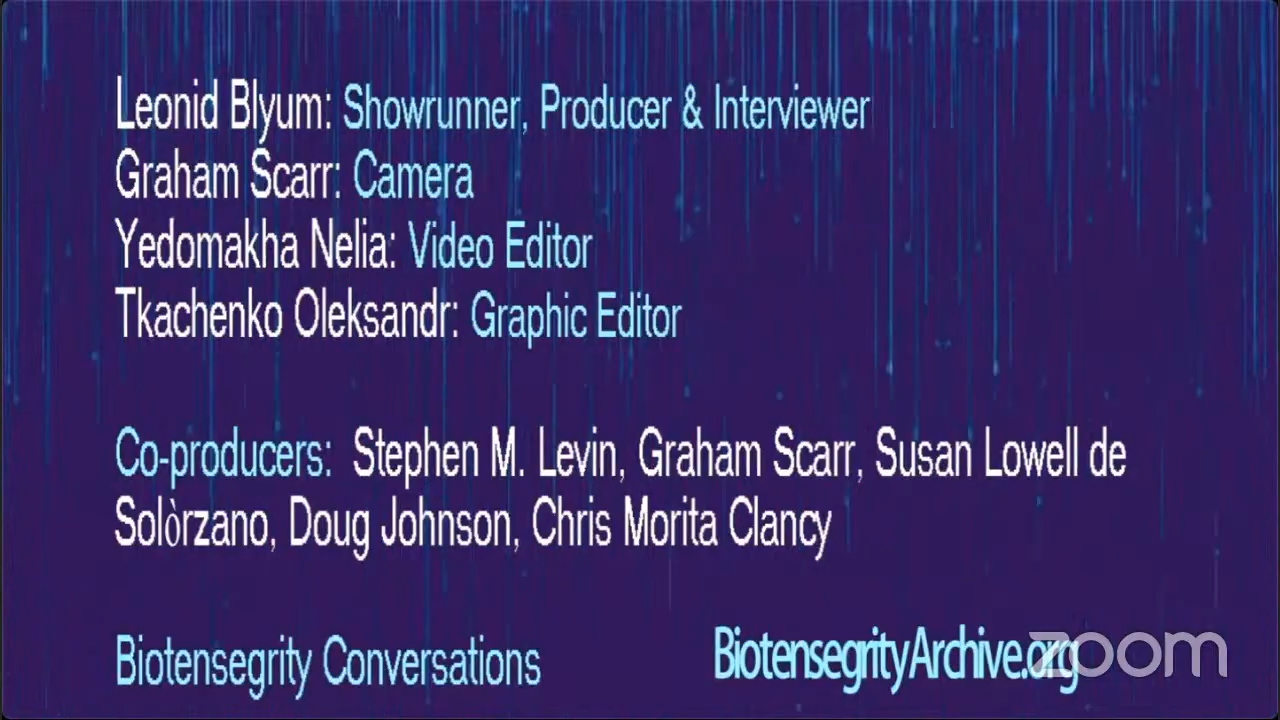 Leonid Blyum: Showrunner, Producer & Interviewer
Graham Scarr: Camera
Yedomakha Nelia: Video Editor
Tkachenko Oleksandr: Graphic Editor
Co-producers: Stephen M. Levin, Graham Scarr, Susan Lowell de
Solòrzano, Doug Johnson, Chris Morita Clancy
Biotensegrity Conversations
BiotensegrityArchive.org
zoom